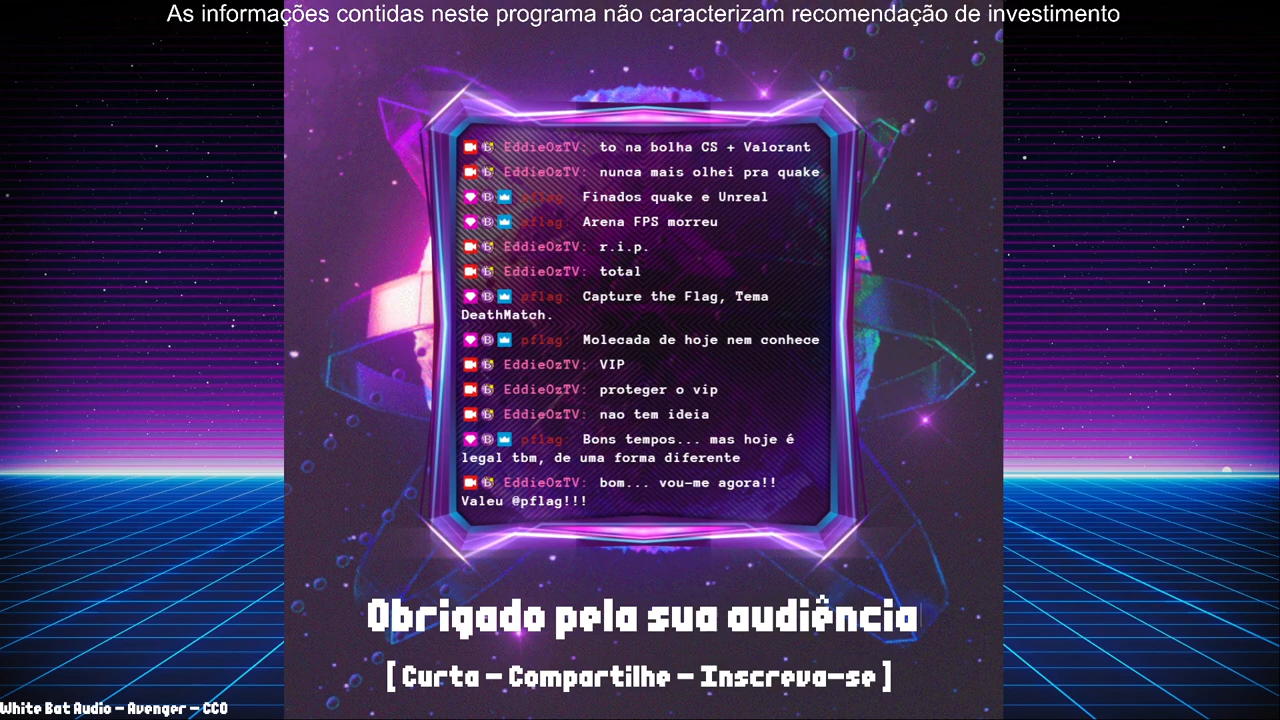 As informações contidas neste programa não caracterizam recomendação de investimento
EddieOzTV: to na bolha CS + Valorant
EddieOzTV: nunca mais olhei pra quake
pflag: Finados quake e Unreal
pflag: Arena FPS morreu
EddieOzTV: r.i.p.
EddieOzTV: total
pflag: Capture the Flag, Tema
DeathMatch.
pflag: Molecada de hoje nem conhece
EddieOzTV: VIP
EddieOzTV: proteger o vip
EddieOzTV: nao tem ideia
pflag: Bons tempos... mas hoje é
legal tbm, de uma forma diferente
EddieOzTV: bom... vou-me agora!!
Valeu @pflag!!!
Obrigado pela sua audiência
[ Curta - Compartilhe - Inscreva-se ]
White Bat Audio - Avenger - CC0